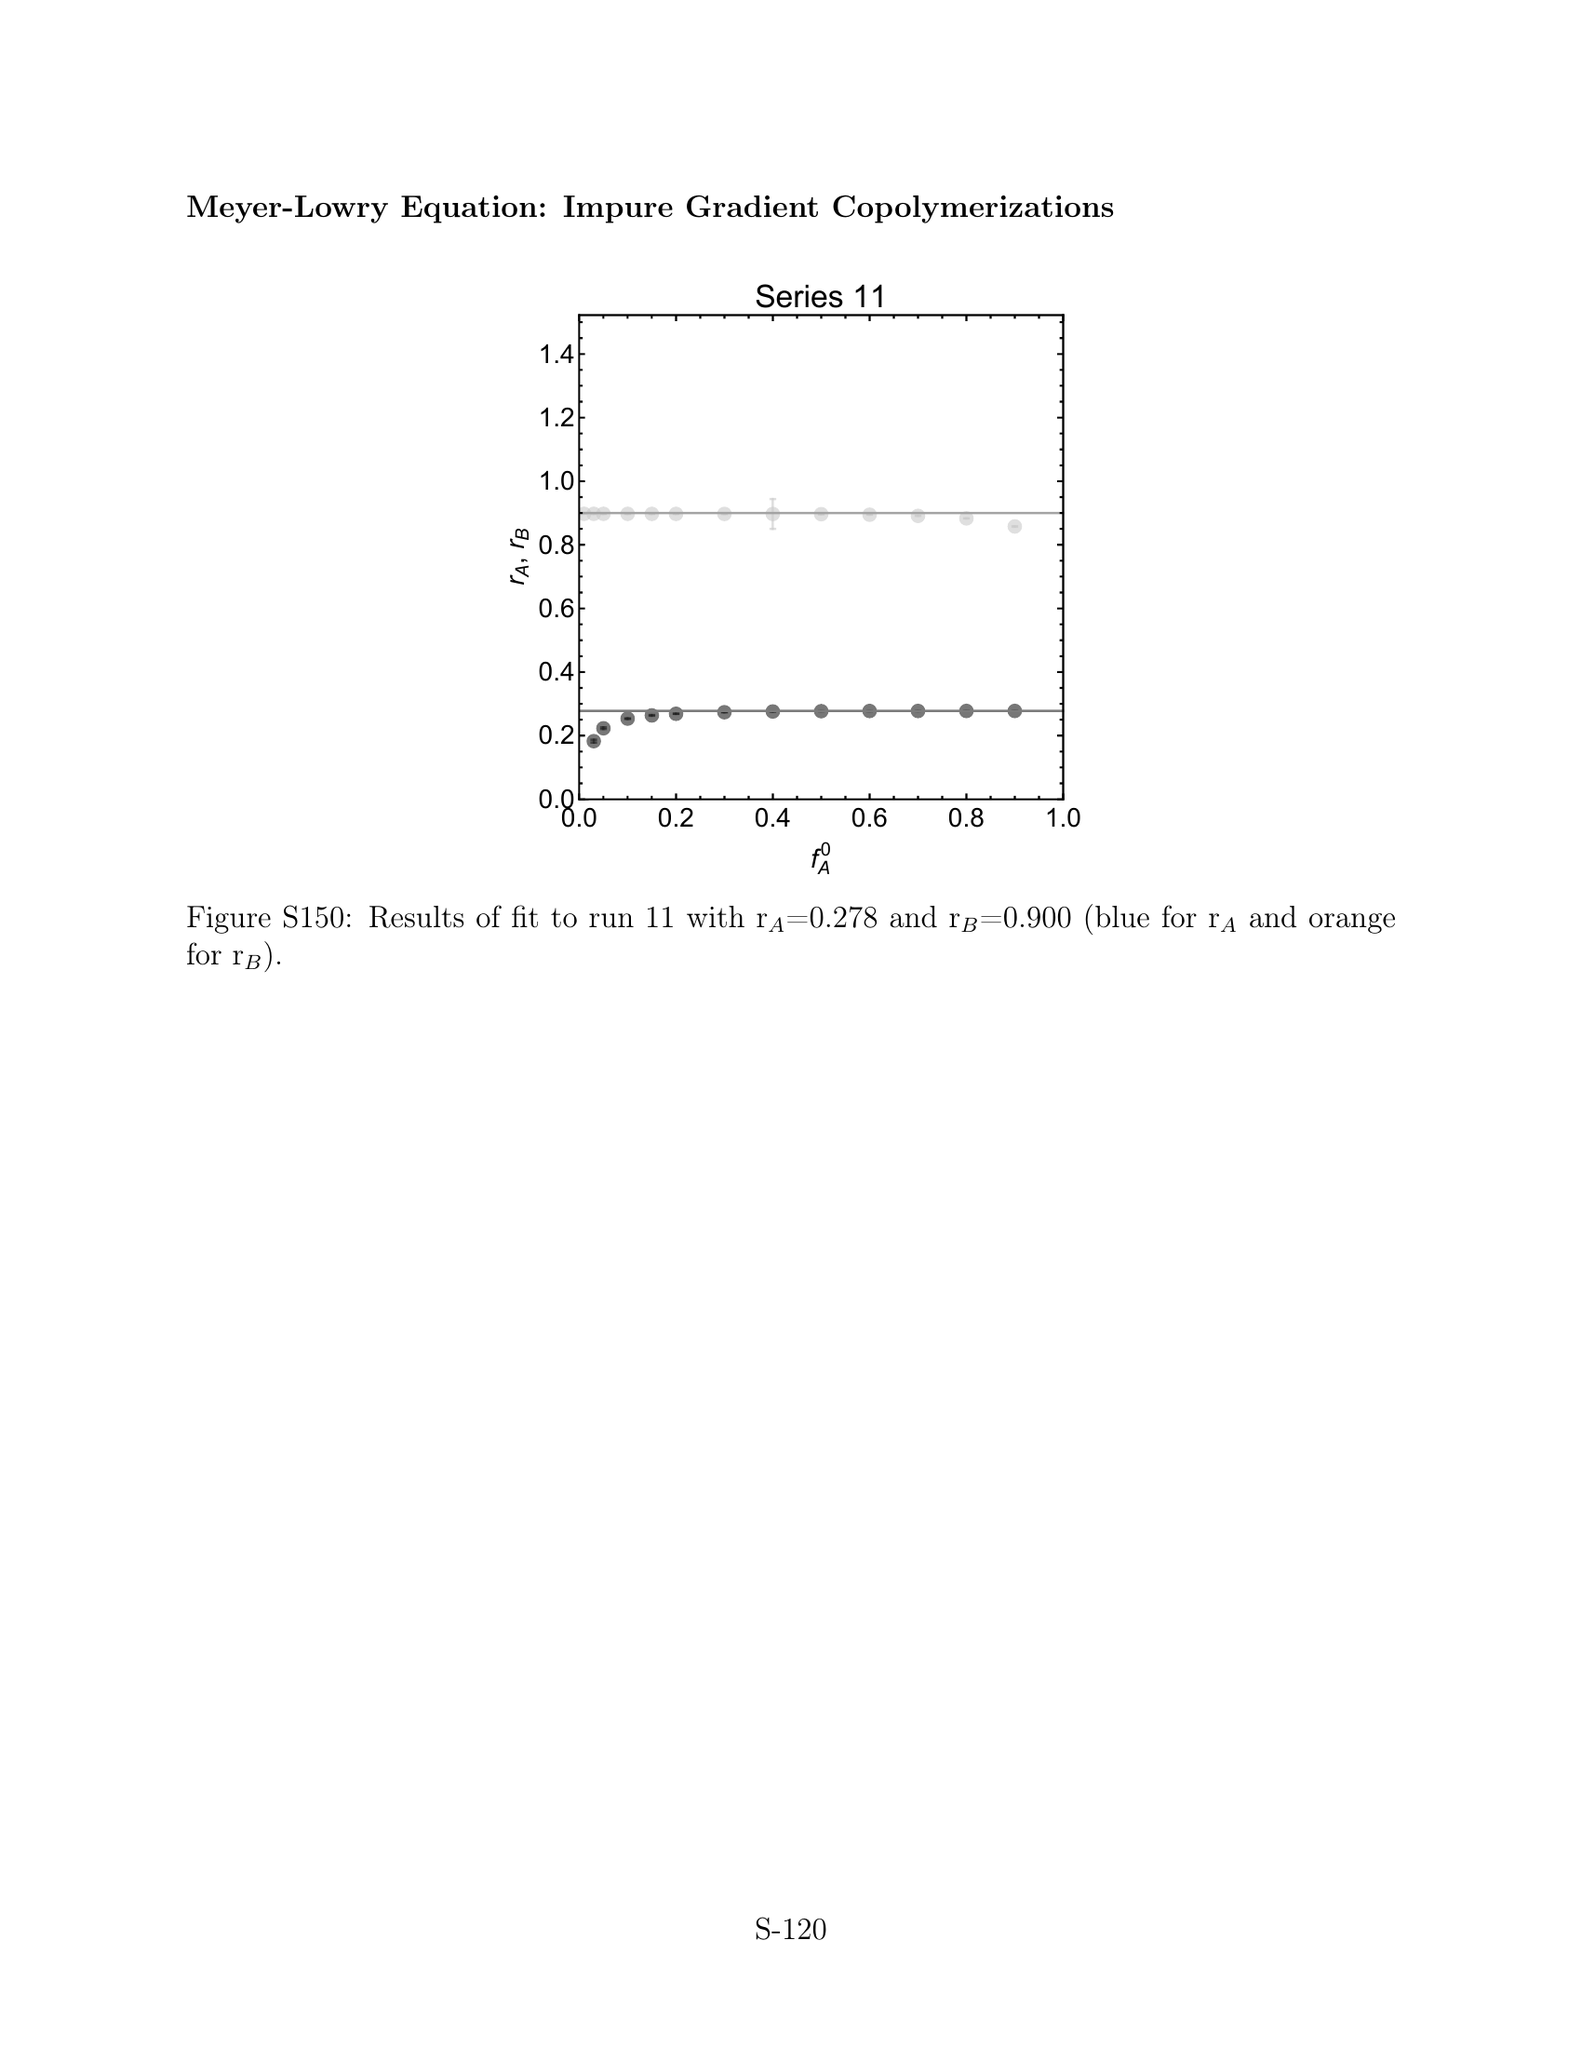 Meyer-Lowry Equation: Impure Gradient Copolymerizations
Series 11
1.4
1.2
1.0
0.8
0.6
0.4
0.2
0.0
r_A, r_B
0.0 0.2 0.4 0.6 0.8 1.0
f_A^0
Figure S150: Results of fit to run 11 with r_A=0.278 and r_B=0.900 (blue for r_A and orange
for r_B).
S-120